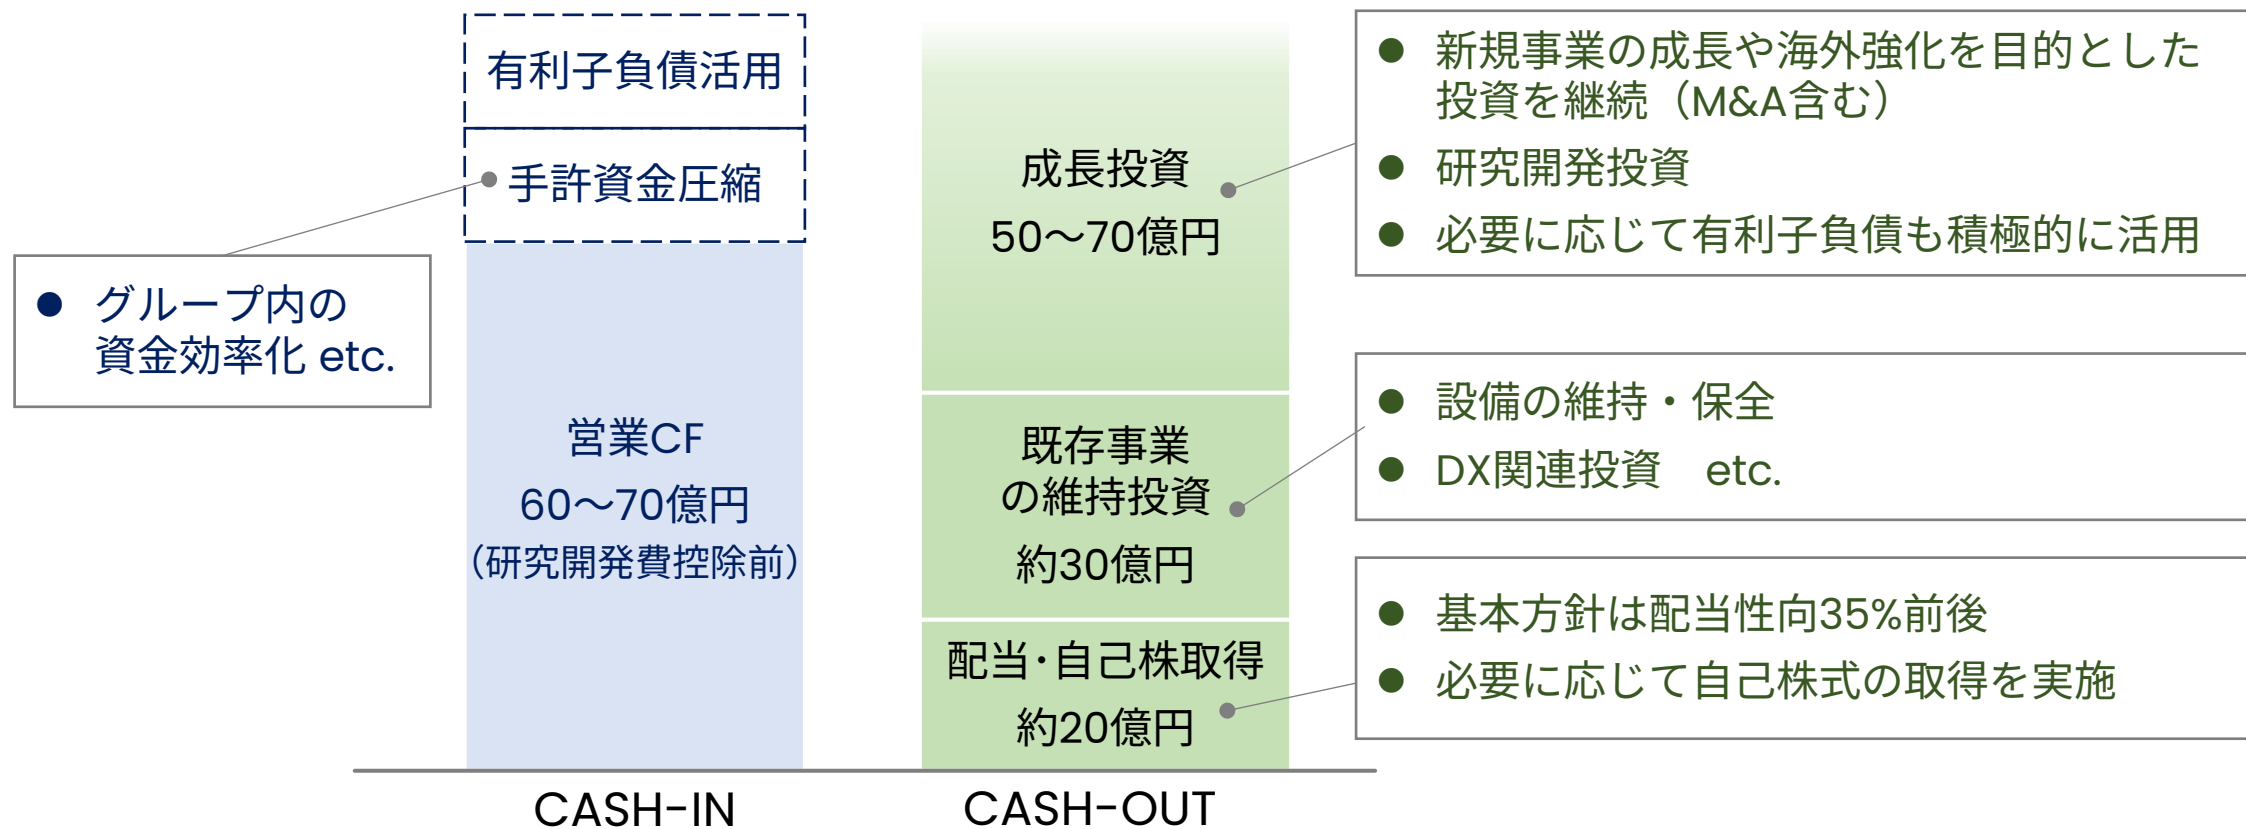 有利子負債活用
手許資金圧縮
● グループ内の
資金効率化 etc.
営業CF
60～70億円
（研究開発費控除前）
CASH-IN
成長投資
50～70億円
既存事業
の維持投資
約30億円
配当･自己株取得
約20億円
CASH-OUT
● 新規事業の成長や海外強化を目的とした
投資を継続（M&A含む）
● 研究開発投資
● 必要に応じて有利子負債も積極的に活用
● 設備の維持・保全
● DX関連投資　etc.
● 基本方針は配当性向35%前後
● 必要に応じて自己株式の取得を実施